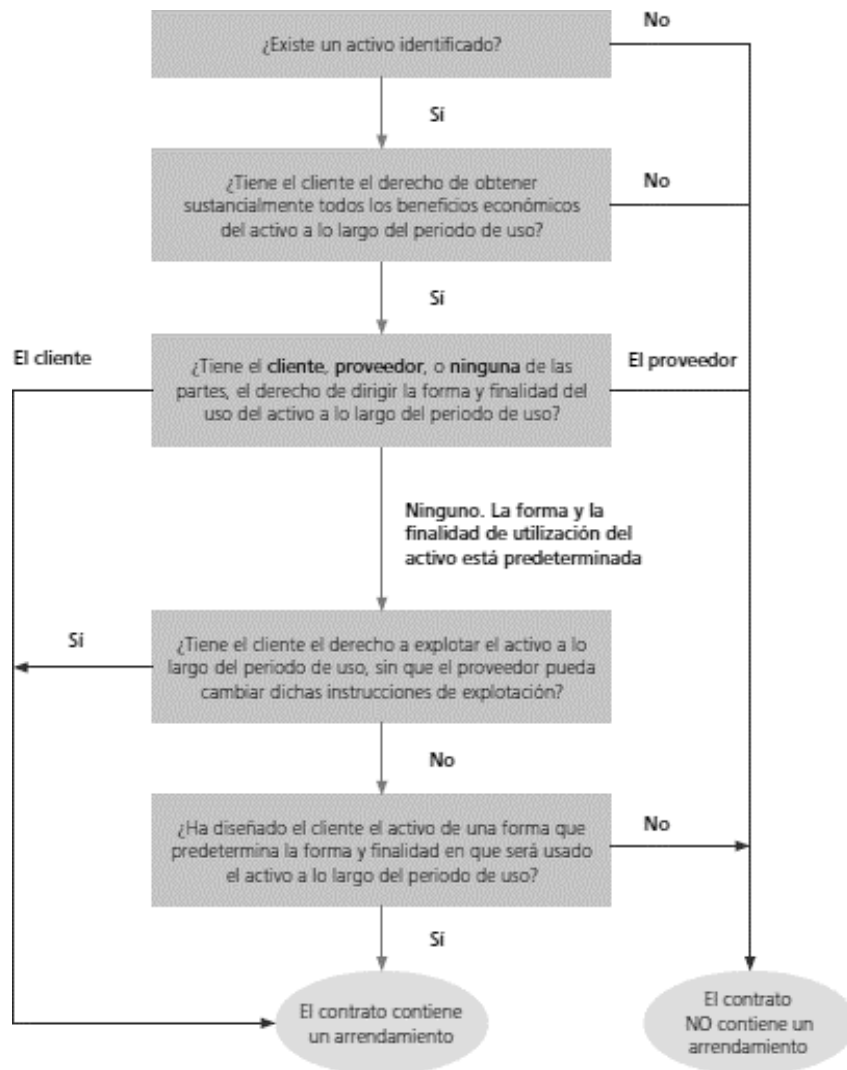 ¿Existe un activo identificado?
No
Sí
¿Tiene el cliente el derecho de obtener
sustancialmente todos los beneficios económicos
del activo a lo largo del periodo de uso?
No
Sí
El cliente
¿Tiene el cliente, proveedor, o ninguna de las
partes, el derecho de dirigir la forma y finalidad del
uso del activo a lo largo del periodo de uso?
El proveedor
Ninguno. La forma y la
finalidad de utilización del
activo está predeterminada
Sí
¿Tiene el cliente el derecho a explotar el activo a lo
largo del periodo de uso, sin que el proveedor pueda
cambiar dichas instrucciones de explotación?
No
¿Ha diseñado el cliente el activo de una forma que
predetermina la forma y finalidad en que será usado
el activo a lo largo del periodo de uso?
No
Sí
El contrato contiene
un arrendamiento
El contrato
NO contiene un
arrendamiento